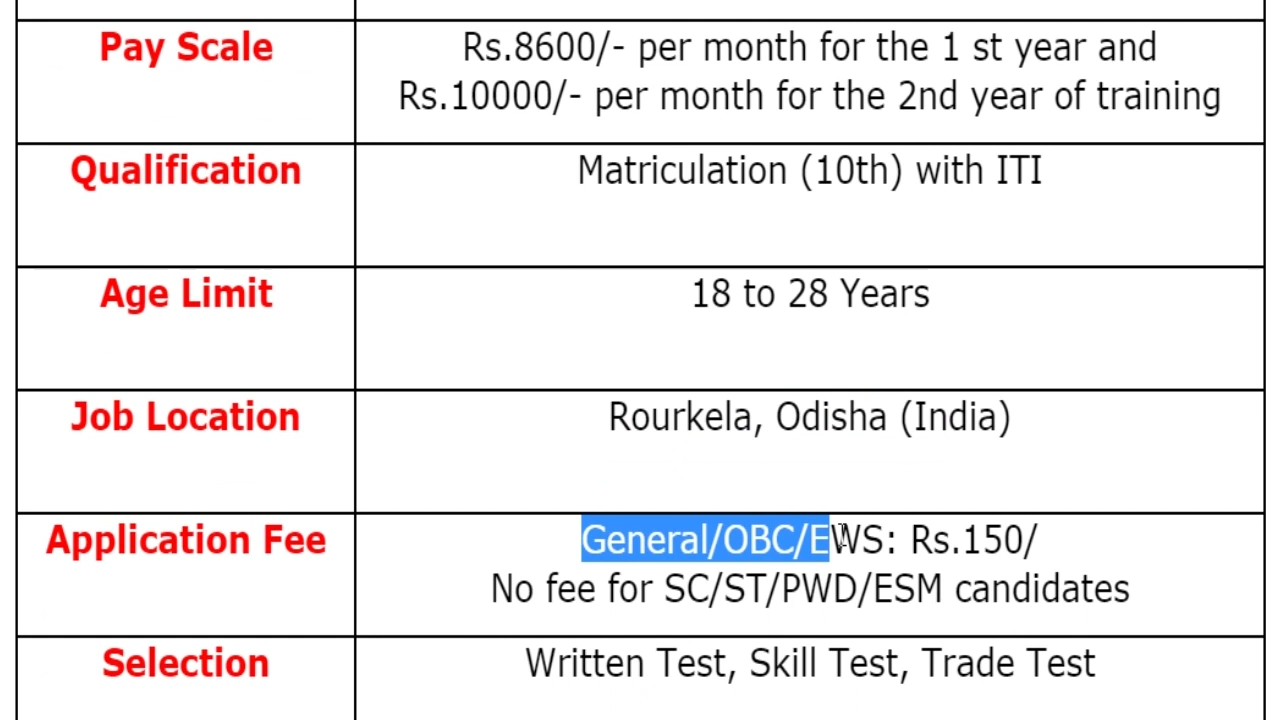 Pay Scale
Rs.8600/- per month for the 1 st year and
Rs.10000/- per month for the 2nd year of training
Qualification
Matriculation (10th) with ITI
Age Limit
18 to 28 Years
Job Location
Rourkela, Odisha (India)
Application Fee
General/OBC/EWS: Rs.150/
No fee for SC/ST/PWD/ESM candidates
Selection
Written Test, Skill Test, Trade Test